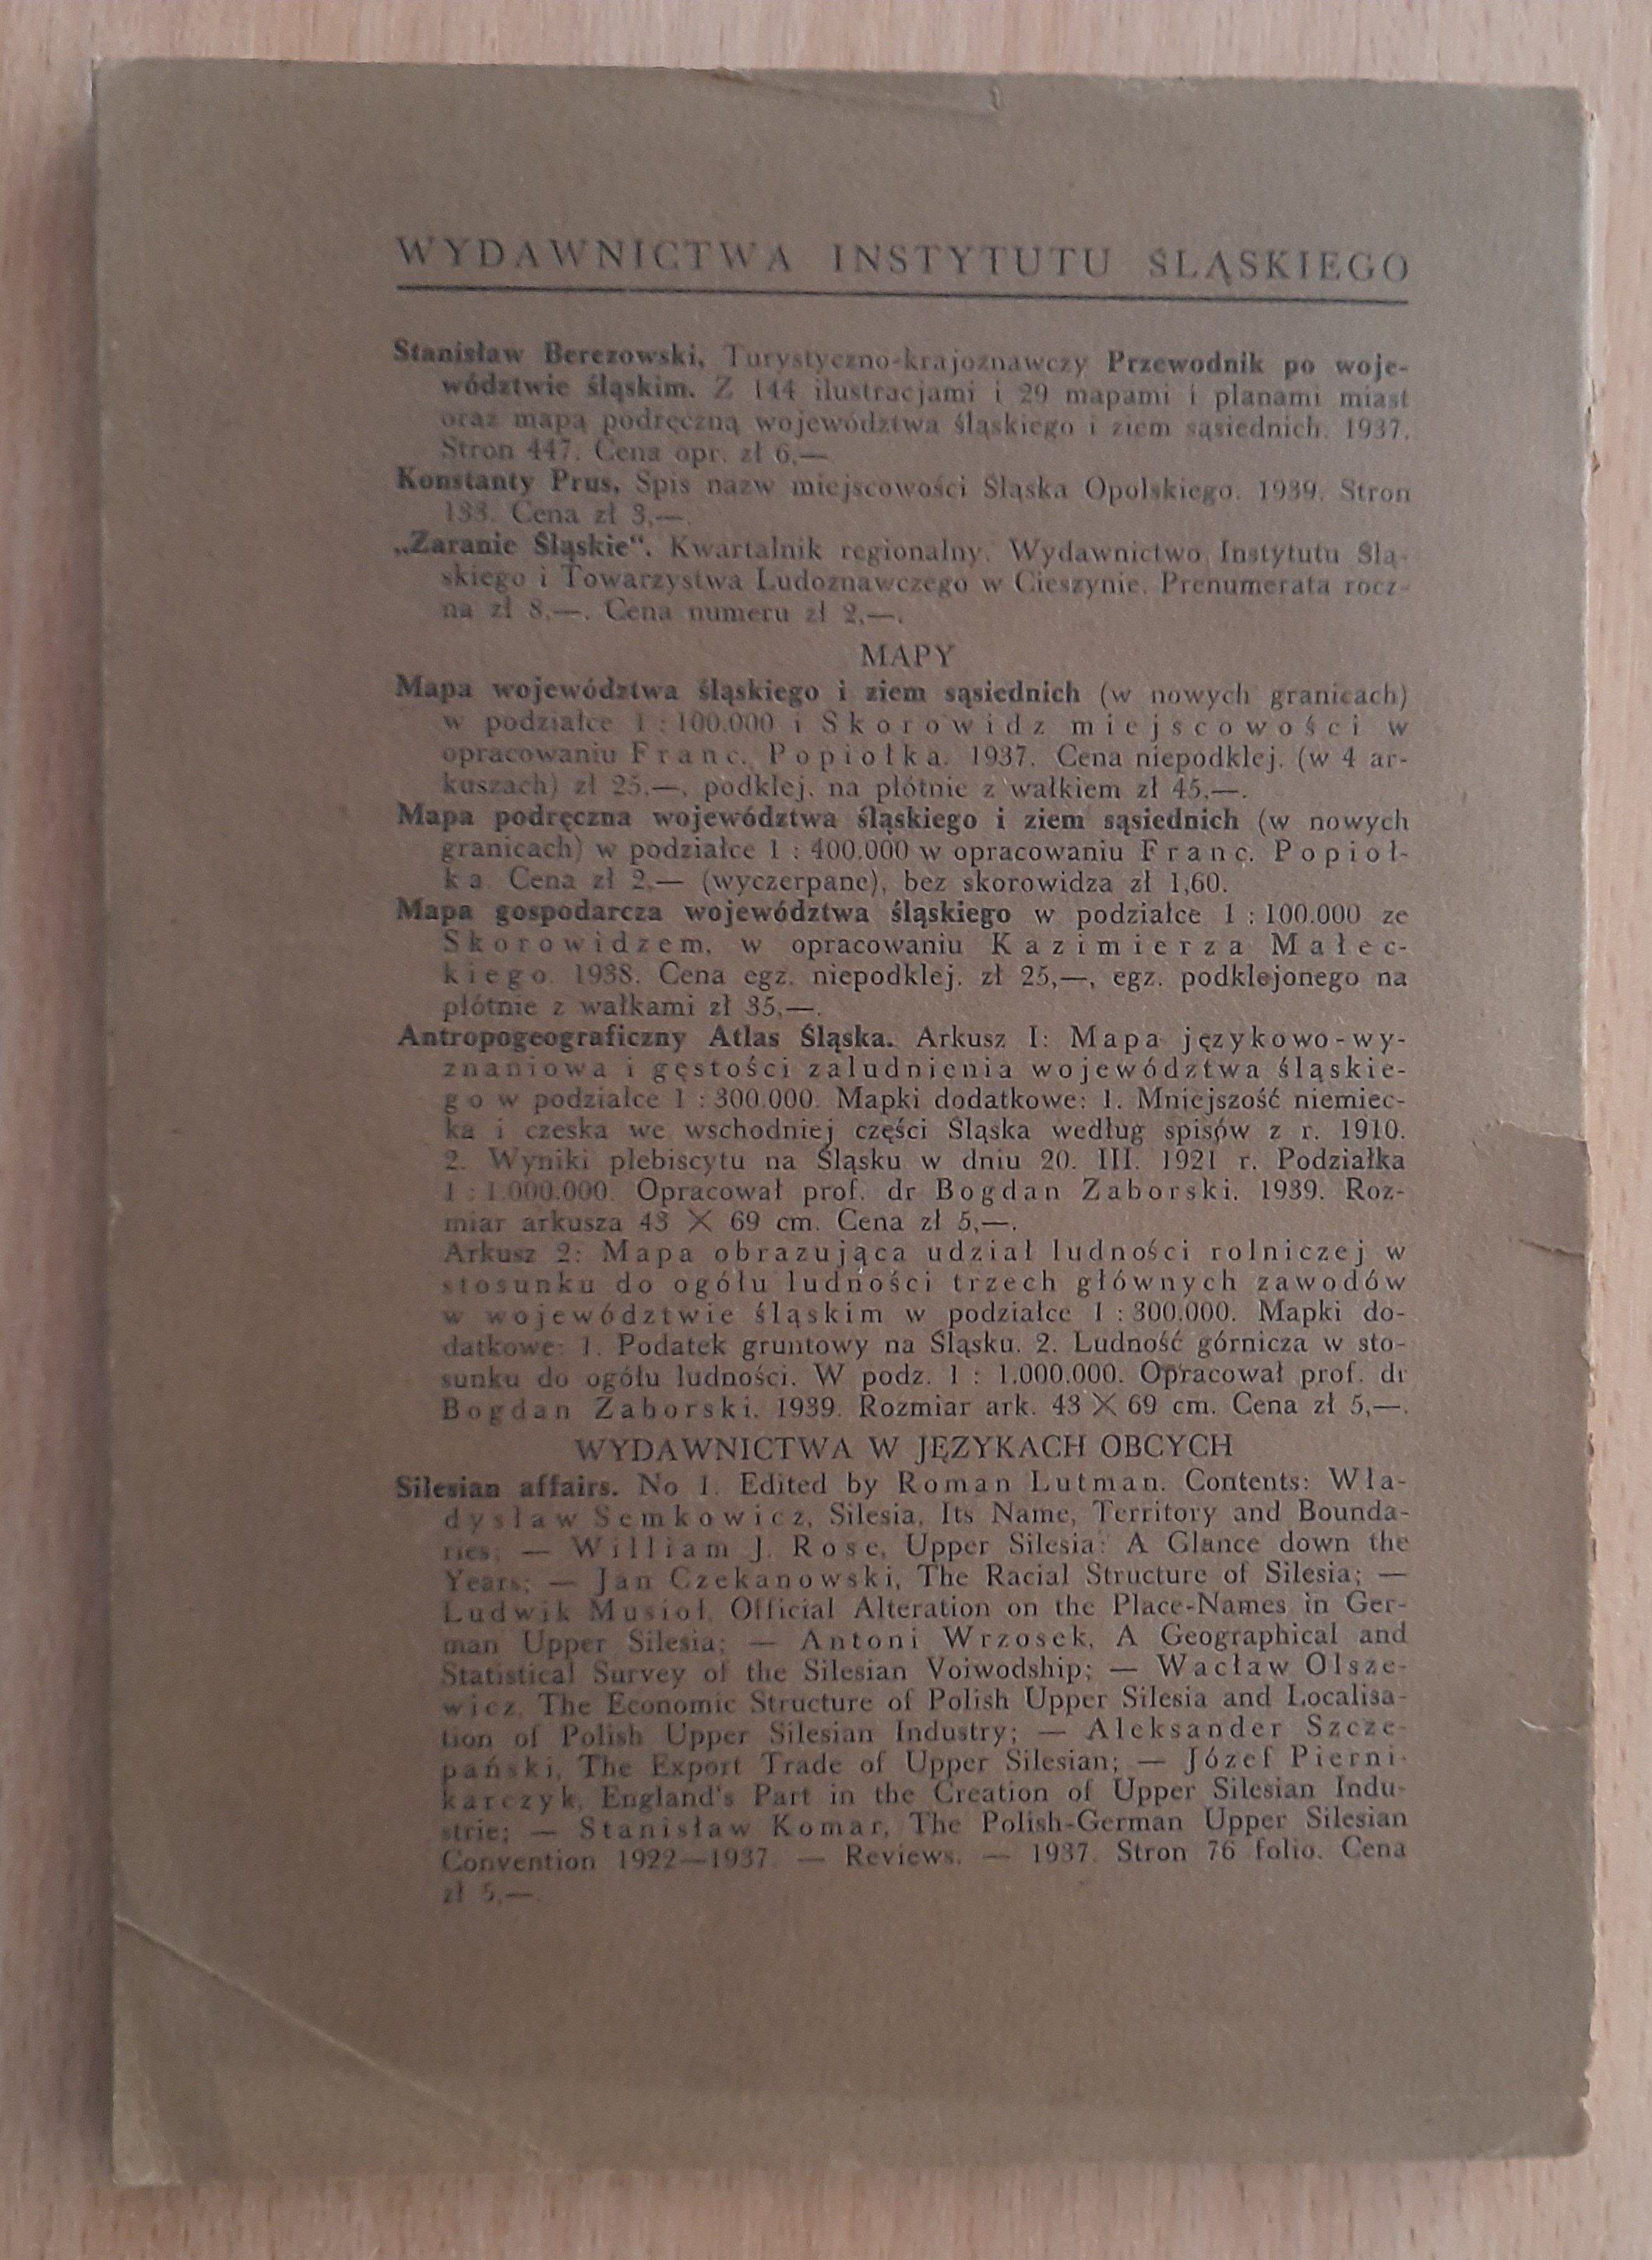 WYDAWNICTWA INSTYTUTU ŚLĄSKIEGO
Stanisław Berezowski, Turystyczno-krajoznawczy Przewodnik po woje-
wództwie śląskim. Z 144 ilustracjami i 29 mapami i planami miast
oraz mapą podręczną województwa śląskiego i ziem sąsiednich. 1937.
Stron 447. Cena opr. zł 6,—
Konstanty Prus, Spis nazw miejscowości Śląska Opolskiego. 1939. Stron
133. Cena zł 3,—.
„Zaranie Śląskie“. Kwartalnik regionalny. Wydawnictwo Instytutu Ślą-
skiego i Towarzystwa Ludoznawczego w Cieszynie. Prenumerata rocz-
na zł 8,—. Cena numeru zł 2,—.
MAPY
Mapa województwa śląskiego i ziem sąsiednich (w nowych granicach)
w podziałce 1 : 100.000 i Skorowidz miejscowości w
opracowaniu Franc. Popiołka. 1937. Cena niepodklej. (w 4 ar-
kuszach) zł 25,—, podklej. na płótnie z wałkiem zł 45,—.
Mapa podręczna województwa śląskiego i ziem sąsiednich (w nowych
granicach) w podziałce 1 : 400.000 w opracowaniu Franc. Popioł-
ka. Cena zł 2,— (wyczerpane), bez skorowidza zł 1,60.
Mapa gospodarcza województwa śląskiego w podziałce 1 : 100.000 ze
Skorowidzem, w opracowaniu Kazimierza Małec-
kiego. 1938. Cena egz. niepodklej. zł 25,—, egz. podklejonego na
płótnie z wałkami zł 35,—.
Antropogeograficzny Atlas Śląska. Arkusz I: Mapa językowo-wy-
znaniowa i gęstości zaludnienia województwa śląskie-
go w podziałce 1 : 300.000. Mapki dodatkowe: 1. Mniejszość niemiec-
ka i czeska we wschodniej części Śląska według spisów z r. 1910.
2. Wyniki plebiscytu na Śląsku w dniu 20. III. 1921 r. Podziałka
1 : 1.000.000. Opracował prof. dr Bogdan Zaborski. 1939. Roz-
miar arkusza 43 × 69 cm. Cena zł 5,—.
Arkusz 2: Mapa obrazująca udział ludności rolniczej w
stosunku do ogółu ludności trzech głównych zawodów
w województwie śląskim w podziałce 1 : 300.000. Mapki do-
datkowe: 1. Podatek gruntowy na Śląsku. 2. Ludność górnicza w sto-
sunku do ogółu ludności. W podz. 1 : 1.000.000. Opracował prof. dr
Bogdan Zaborski. 1939. Rozmiar ark. 43 × 69 cm. Cena zł 5,—.
WYDAWNICTWA W JĘZYKACH OBCYCH
Silesian affairs. No 1. Edited by Roman Lutman. Contents: Wła-
dysław Semkowicz, Silesia, Its Name, Territory and Bounda-
ries; — William J. Rose, Upper Silesia: A Glance down the
Years; — Jan Czekanowski, The Racial Structure of Silesia; —
Ludwik Musioł, Official Alteration on the Place-Names in Ger-
man Upper Silesia; — Antoni Wrzosek, A Geographical and
Statistical Survey of the Silesian Voiwodship; — Wacław Olsze-
wicz, The Economic Structure of Polish Upper Silesia and Localisa-
tion of Polish Upper Silesian Industry; — Aleksander Szcze-
pański, The Export Trade of Upper Silesian; — Józef Pierni-
karczyk, England's Part in the Creation of Upper Silesian Indu-
strie; — Stanisław Komar, The Polish-German Upper Silesian
Convention 1922—1937. — Reviews. — 1937. Stron 76 folio. Cena
zł 5,—.